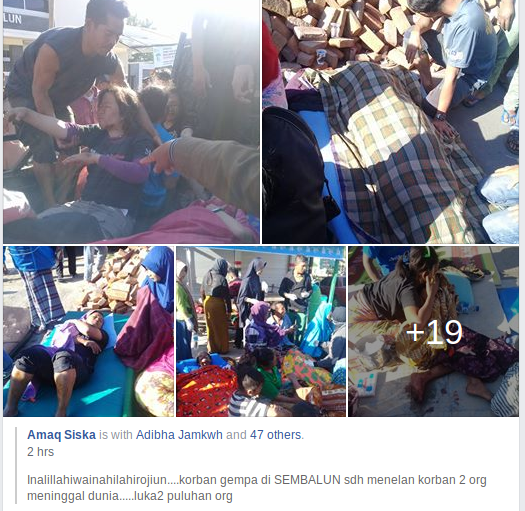 LUN
+19
Amaq Siska is with Adibha Jamkwh and 47 others.
2 hrs
Inalillahiwainahilahirojiun....korban gempa di SEMBALUN sdh menelan korban 2 org
meninggal dunia.....luka2 puluhan org